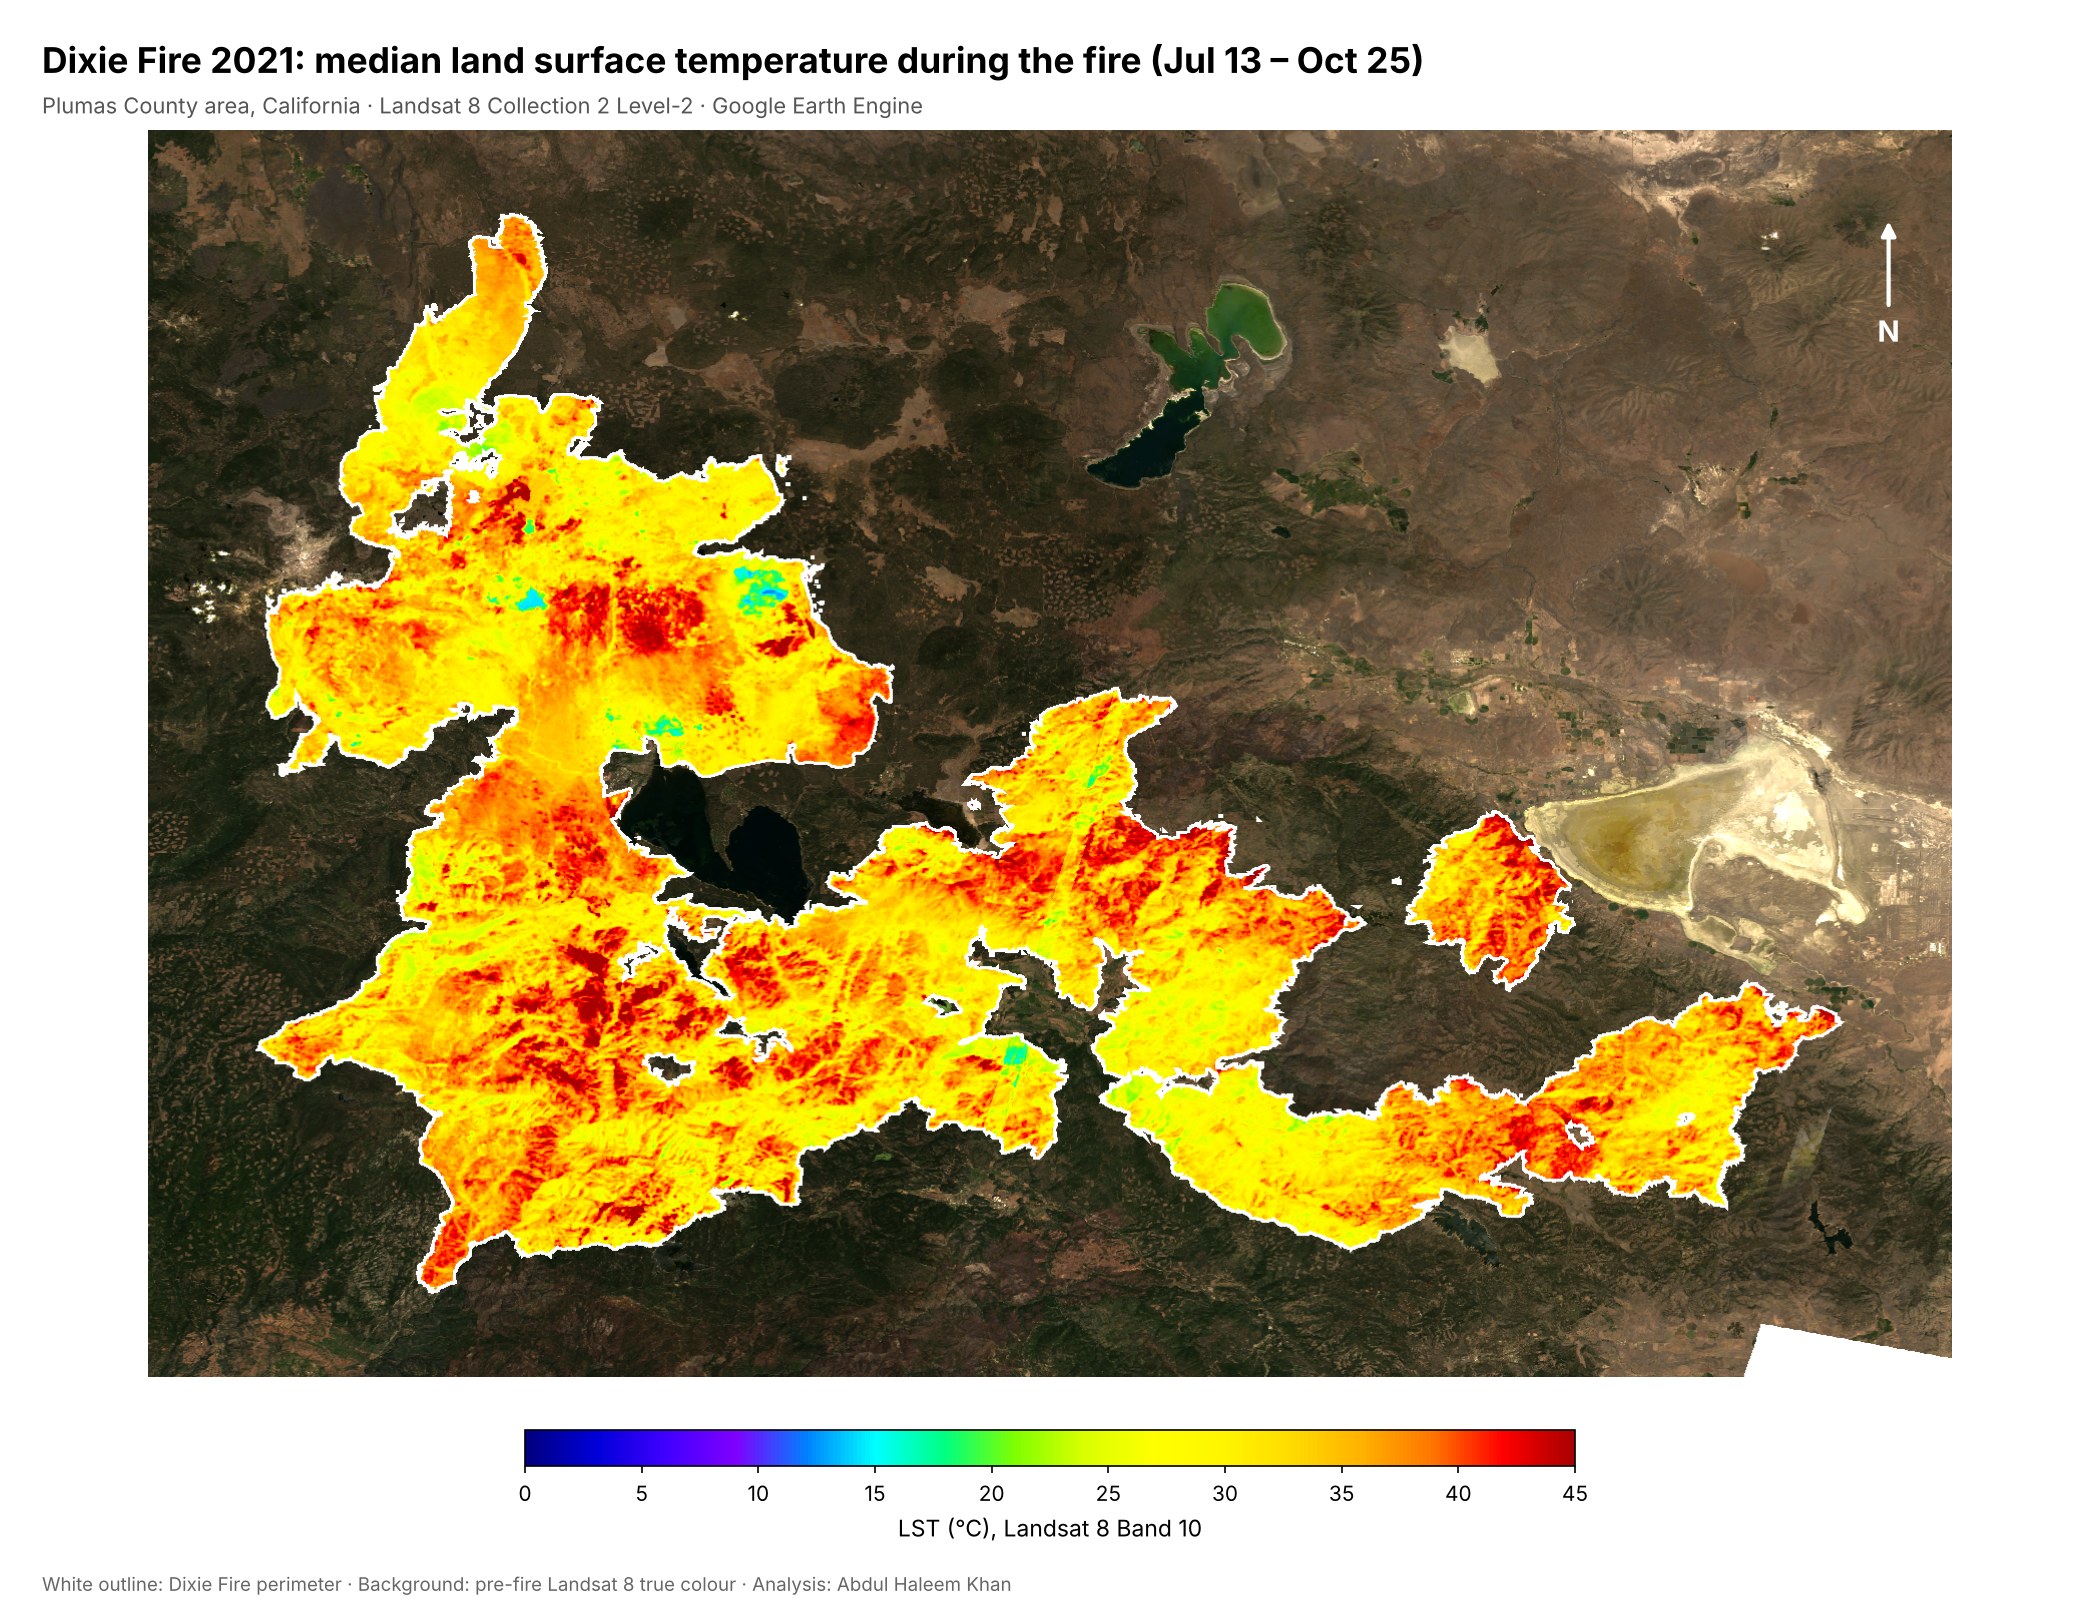 Dixie Fire 2021: median land surface temperature during the fire (Jul 13 – Oct 25)
Plumas County area, California · Landsat 8 Collection 2 Level-2 · Google Earth Engine
N
0 5 10 15 20 25 30 35 40 45
LST (°C), Landsat 8 Band 10
White outline: Dixie Fire perimeter · Background: pre-fire Landsat 8 true colour · Analysis: Abdul Haleem Khan